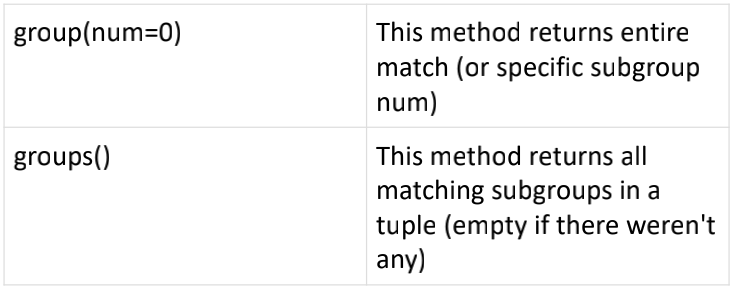 group(num=0)
This method returns entire
match (or specific subgroup
num)
groups()
This method returns all
matching subgroups in a
tuple (empty if there weren't
any)